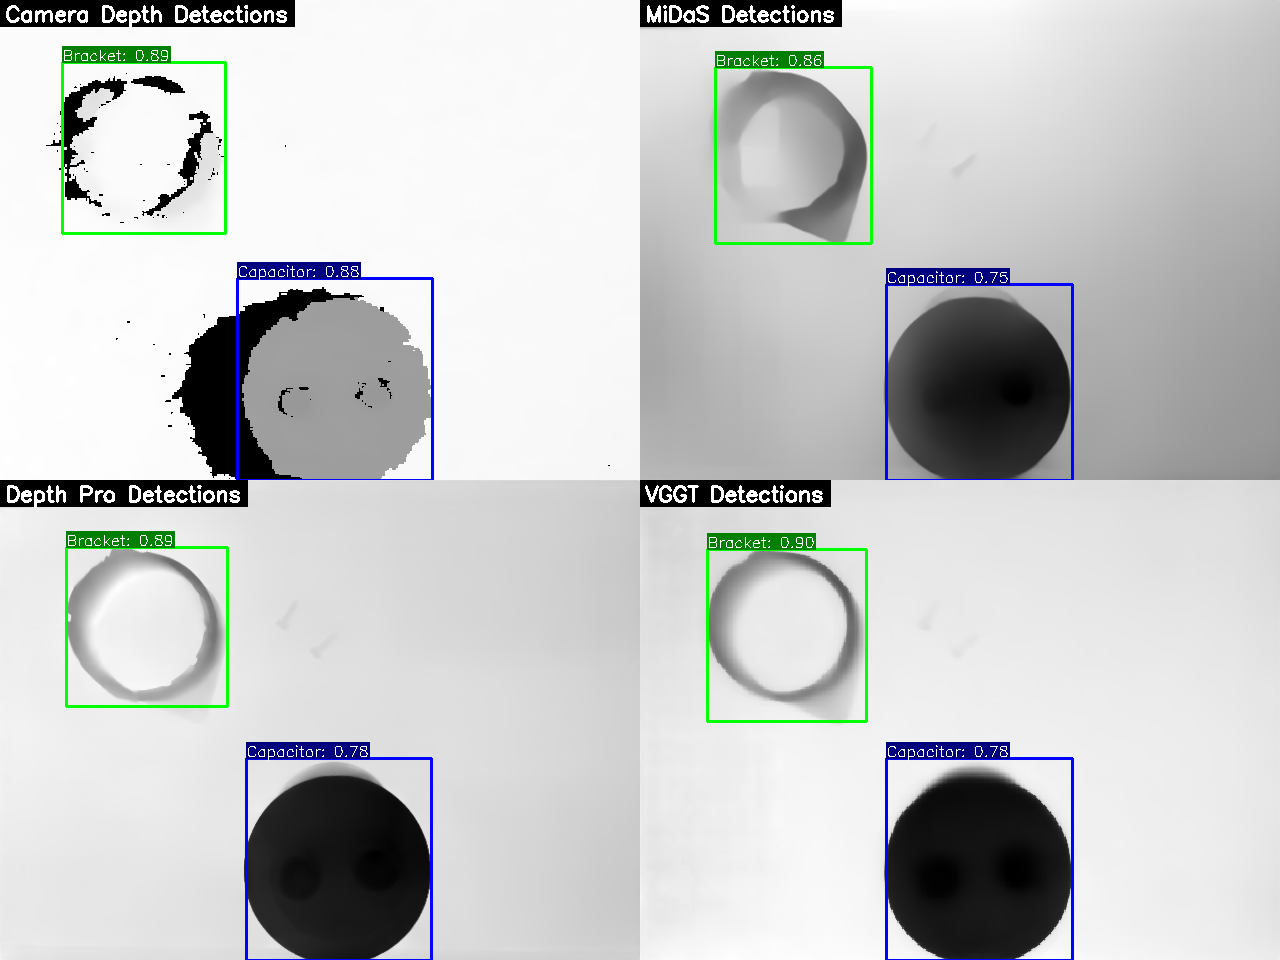 Camera Depth Detections
Bracket: 0.89
Capacitor: 0.88
MiDaS Detections
Bracket: 0.86
Capacitor: 0.75
Depth Pro Detections
Bracket: 0.89
Capacitor: 0.78
VGGT Detections
Bracket: 0.90
Capacitor: 0.78